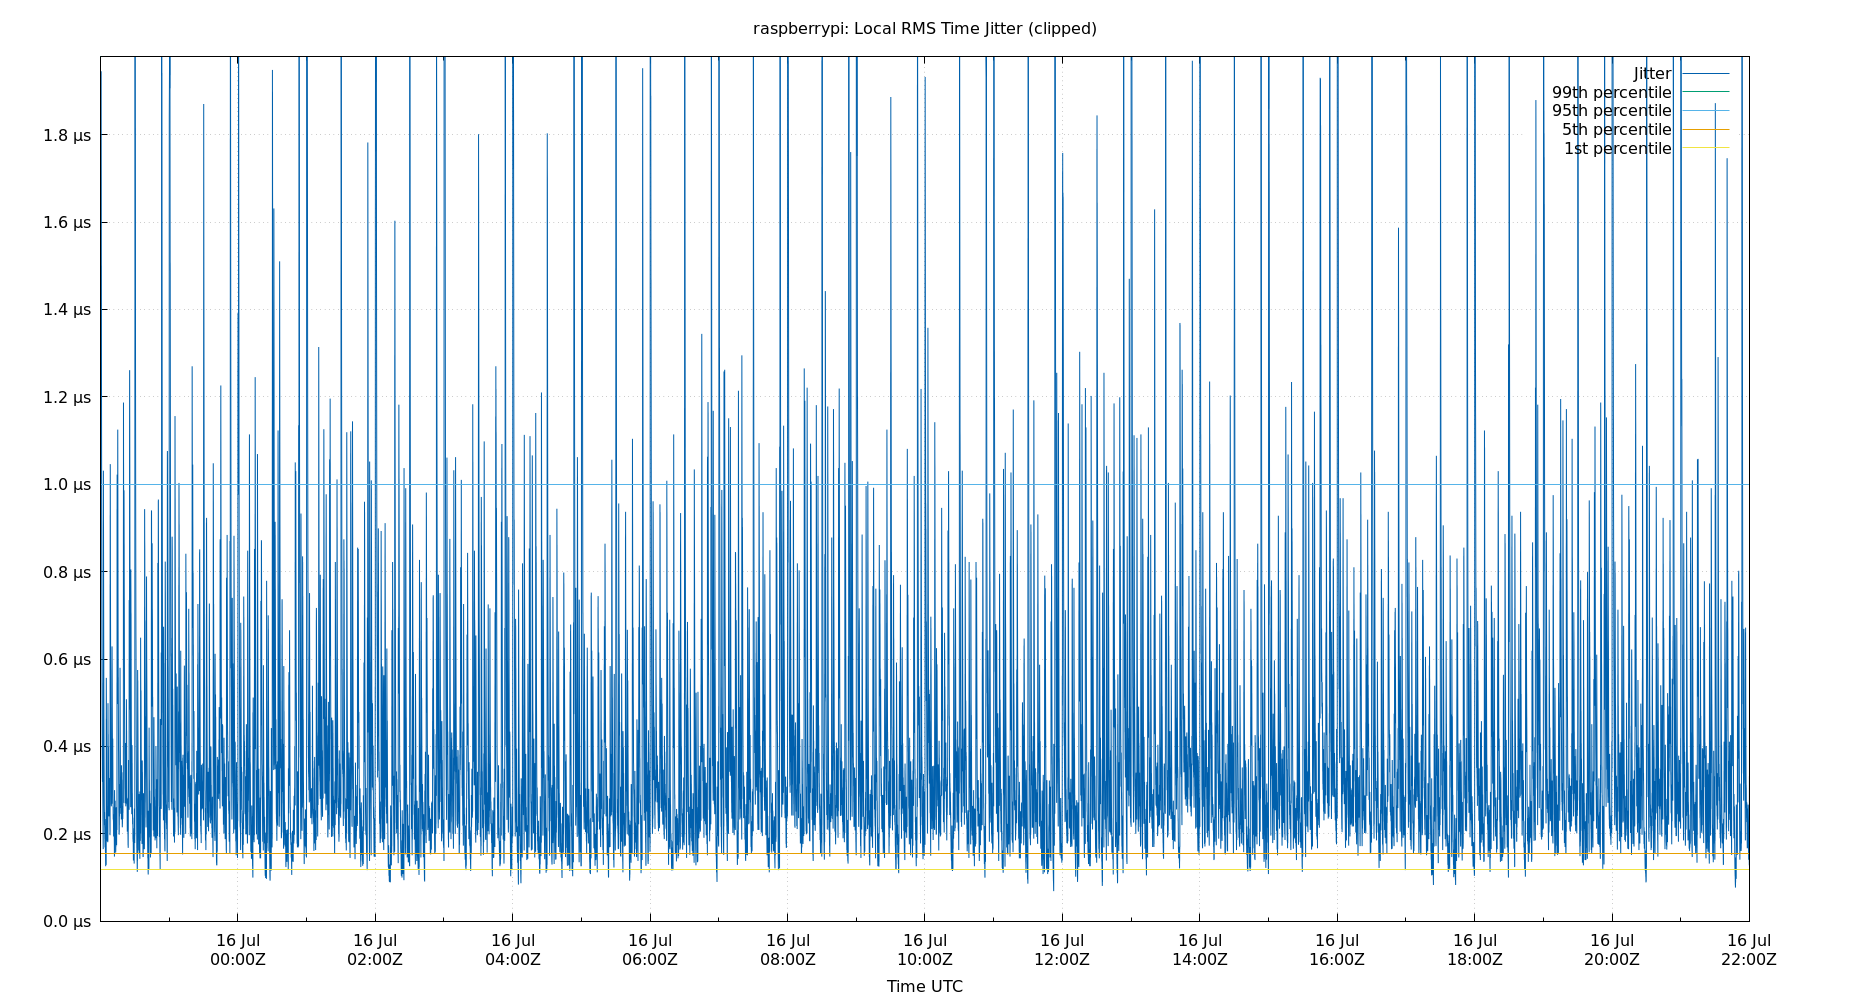 raspberrypi: Local RMS Time Jitter (clipped)
Jitter
99th percentile
95th percentile
5th percentile
1st percentile
1.8 µs
1.6 µs
1.4 µs
1.2 µs
1.0 µs
0.8 µs
0.6 µs
0.4 µs
0.2 µs
0.0 µs
16 Jul 16 Jul 16 Jul 16 Jul 16 Jul 16 Jul 16 Jul 16 Jul 16 Jul 16 Jul 16 Jul 16 Jul
00:00Z 02:00Z 04:00Z 06:00Z 08:00Z 10:00Z 12:00Z 14:00Z 16:00Z 18:00Z 20:00Z 22:00Z
Time UTC